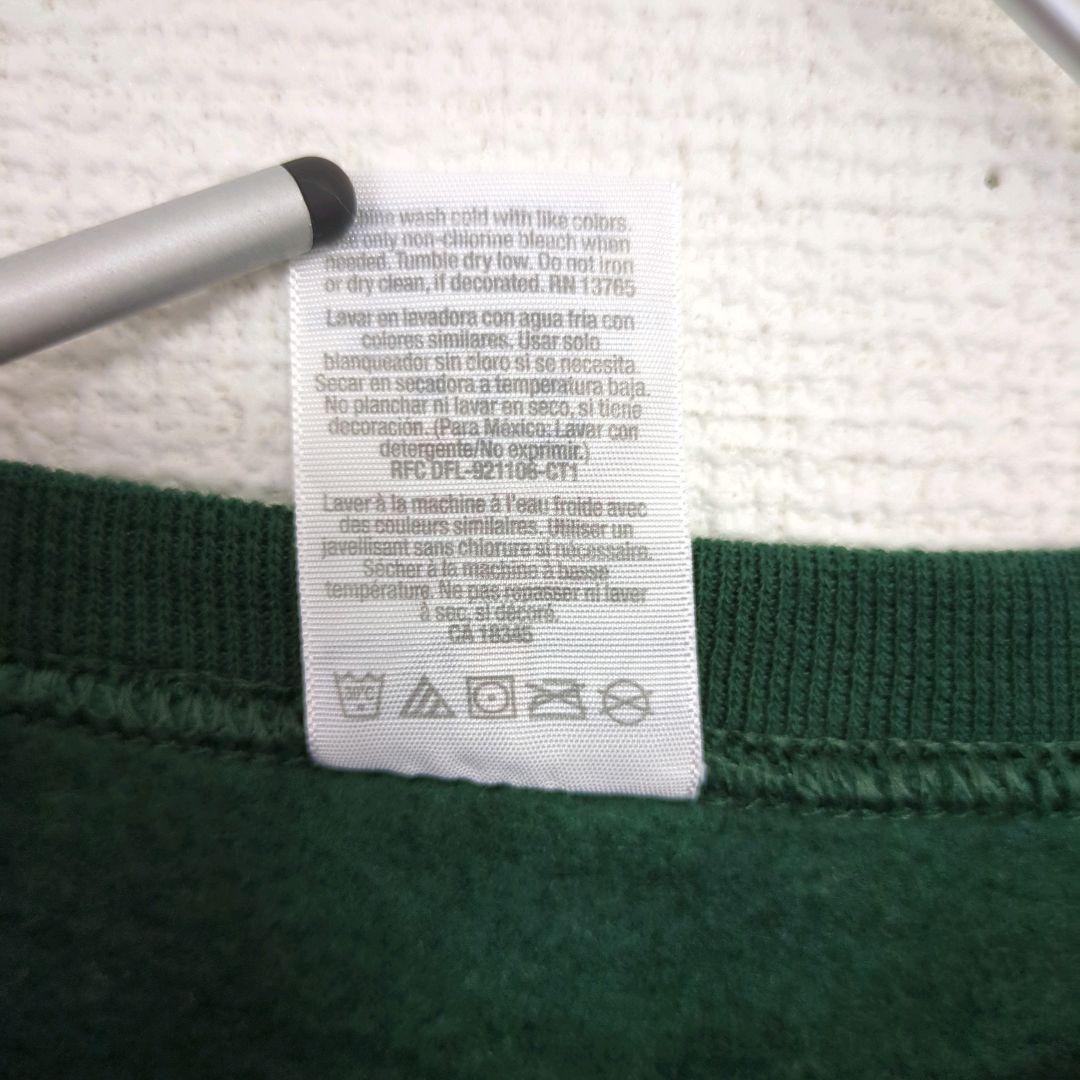 wash cold with like colors.
only non-chlorine bleach when
needed. Tumble dry low. Do not iron
or dry clean, if decorated. RN 13765
Lavar en lavadora con agua fria con
colores similares. Usar solo
blanqueador sin cloro si se necesita.
Secar en secadora a temperatura baja.
No planchar ni lavar en seco, si tiene
decoración. (Para México: Lavar con
detergente/No exprimir.)
RFC DFL-921106-CT1
Laver à la machine à l'eau froide avec
des couleurs similaires. Utiliser un
javellisant sans chlorure si nécessaire.
Sécher à la machine à basse
température. Ne pas repasser ni laver
à sec, si décoré.
CA 18345
30°C